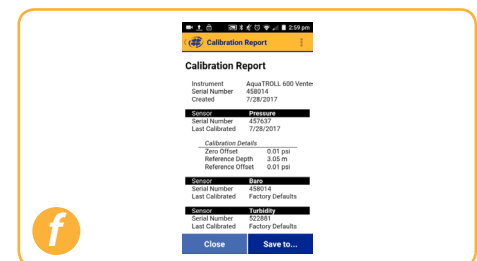 2:59 pm
Calibration Report
Calibration Report
Instrument AquaTROLL 600 Vente
Serial Number 458014
Created 7/28/2017
Sensor Pressure
Serial Number 457637
Last Calibrated 7/28/2017
Calibration Details
Zero Offset 0.01 psi
Reference Depth 3.05 m
Reference Offset 0.01 psi
Sensor Baro
Serial Number 458014
Last Calibrated Factory Defaults
Sensor Turbidity
Serial Number 522881
Last Calibrated Factory Defaults
Close Save to...
f